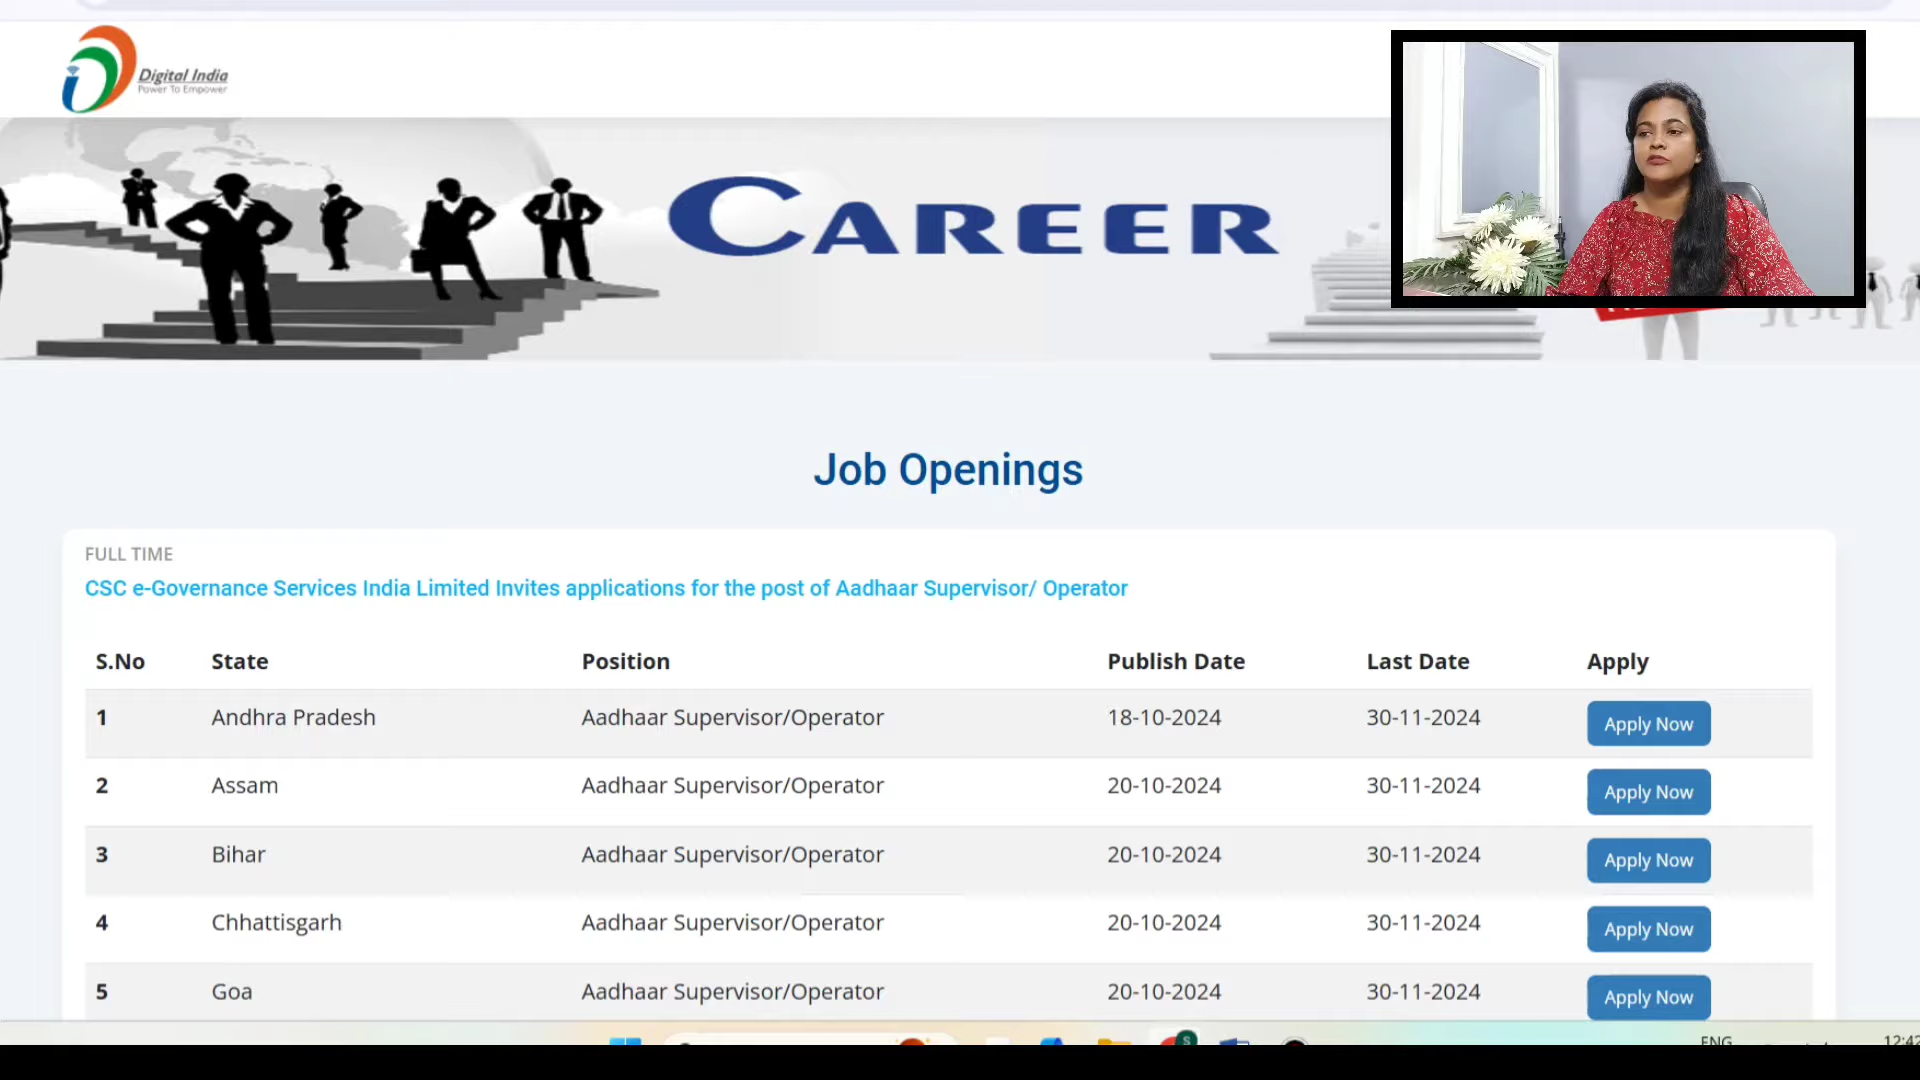 Digital India
Power To Empower
CAREER
Job Openings
FULL TIME
CSC e-Governance Services India Limited Invites applications for the post of Aadhaar Supervisor/ Operator
S.No State Position Publish Date Last Date Apply
1 Andhra Pradesh Aadhaar Supervisor/Operator 18-10-2024 30-11-2024 Apply Now
2 Assam Aadhaar Supervisor/Operator 20-10-2024 30-11-2024 Apply Now
3 Bihar Aadhaar Supervisor/Operator 20-10-2024 30-11-2024 Apply Now
4 Chhattisgarh Aadhaar Supervisor/Operator 20-10-2024 30-11-2024 Apply Now
5 Goa Aadhaar Supervisor/Operator 20-10-2024 30-11-2024 Apply Now
ENG 12:42